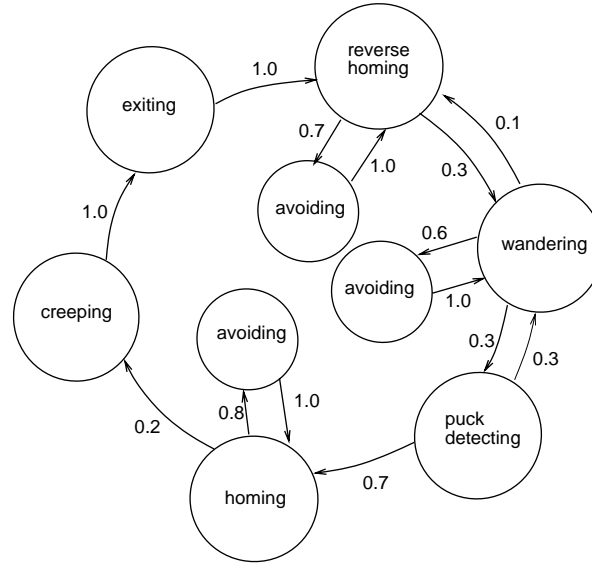 reverse
homing
1.0
exiting
0.1
0.7
1.0
0.3
avoiding
1.0
0.6
wandering
avoiding
1.0
creeping
avoiding
0.3
0.3
0.8
1.0
0.2
puck
detecting
0.7
homing